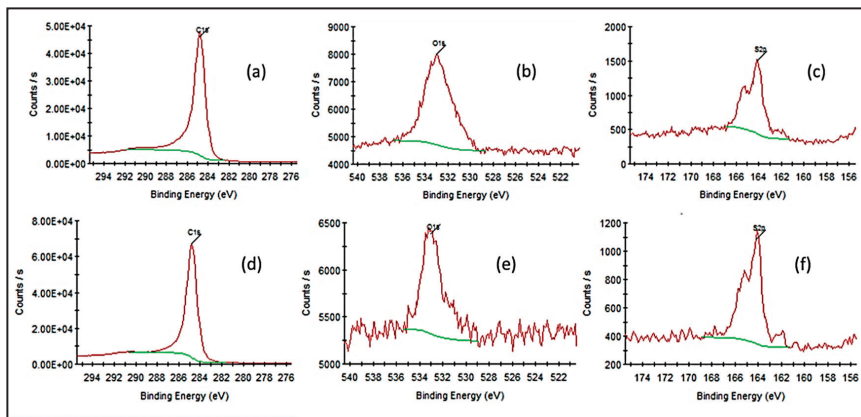 5.00E+04
4.00E+04
3.00E+04
2.00E+04
1.00E+04
0.00E+00
Counts / s
C1s
(a)
294 292 290 288 286 284 282 280 278 276
Binding Energy (eV)
9000
8000
7000
6000
5000
4000
Counts / s
O1s
(b)
540 538 536 534 532 530 528 526 524 522
Binding Energy (eV)
2000
1500
1000
500
0
Counts / s
S2p
(c)
174 172 170 168 166 164 162 160 158 156
Binding Energy (eV)
8.00E+04
6.00E+04
4.00E+04
2.00E+04
0.00E+00
Counts / s
C1s
(d)
294 292 290 288 286 284 282 280 278 276
Binding Energy (eV)
6500
6000
5500
5000
Counts / s
O1s
(e)
540 538 536 534 532 530 528 526 524 522
Binding Energy (eV)
1200
1000
800
600
400
200
Counts / s
S2p
(f)
174 172 170 168 166 164 162 160 158 156
Binding Energy (eV)